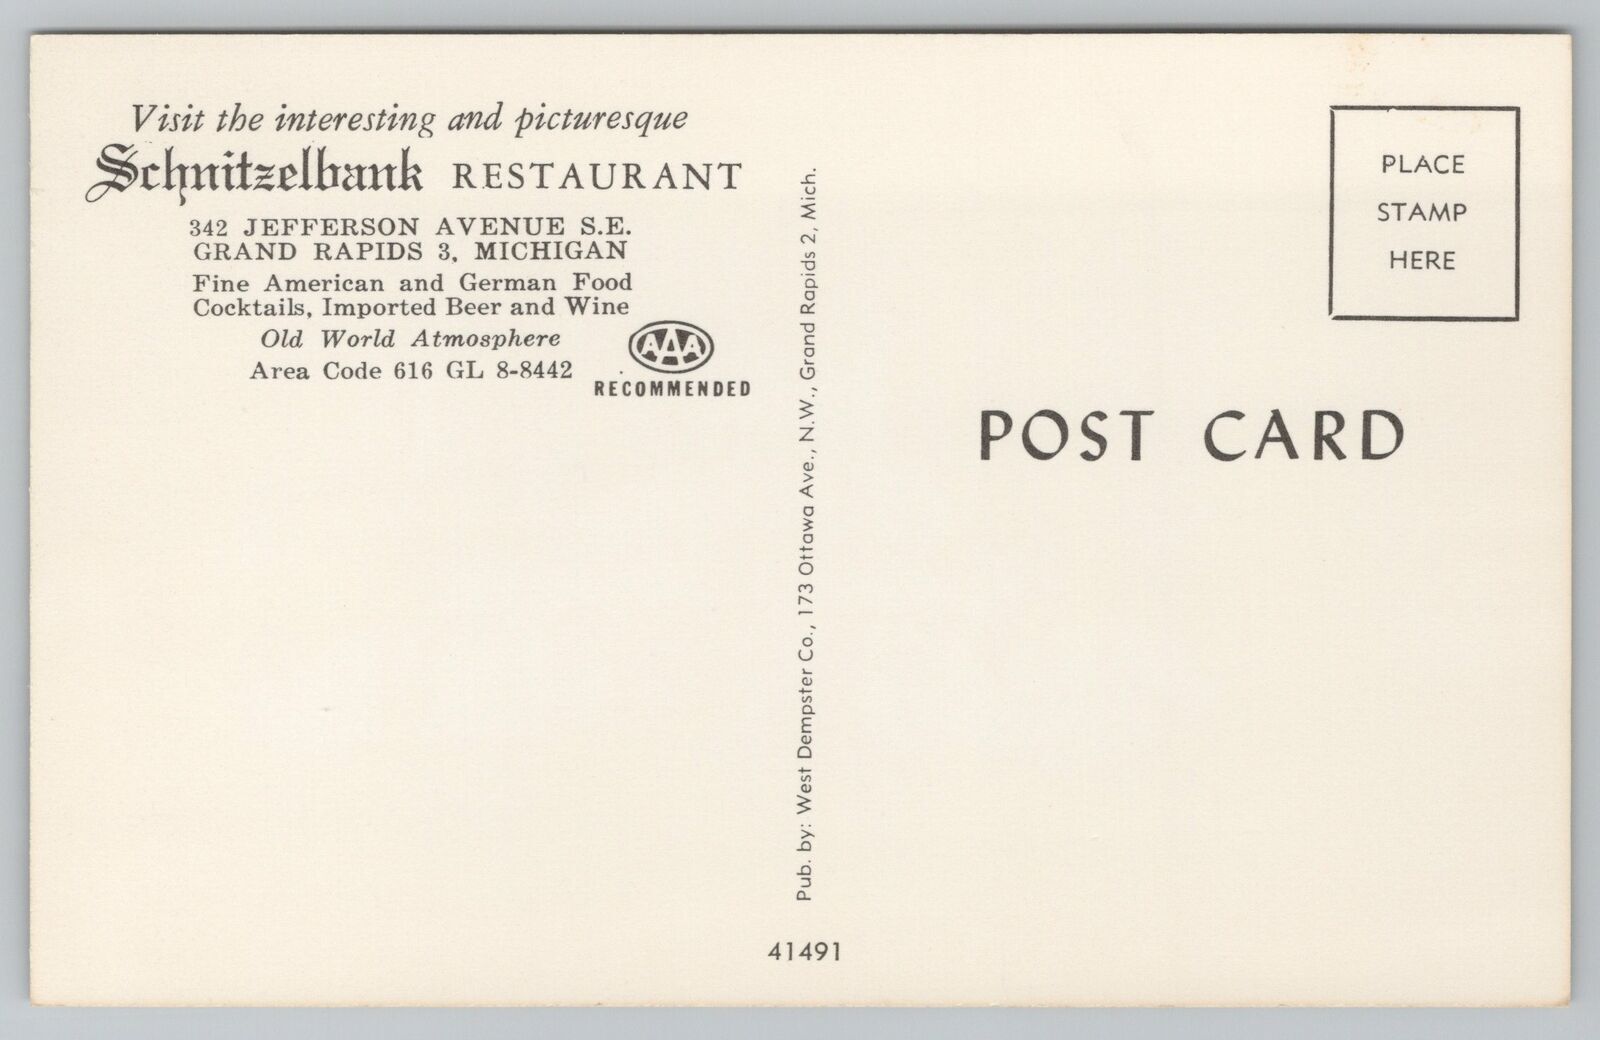 Visit the interesting and picturesque
Schnitzelbank RESTAURANT
342 JEFFERSON AVENUE S.E.
GRAND RAPIDS 3, MICHIGAN
Fine American and German Food
Cocktails, Imported Beer and Wine
Old World Atmosphere
Area Code 616 GL 8-8442
AAA
RECOMMENDED
Pub. by: West Dempster Co., 173 Ottawa Ave., N.W., Grand Rapids 2, Mich.
41491
PLACE
STAMP
HERE
POST CARD